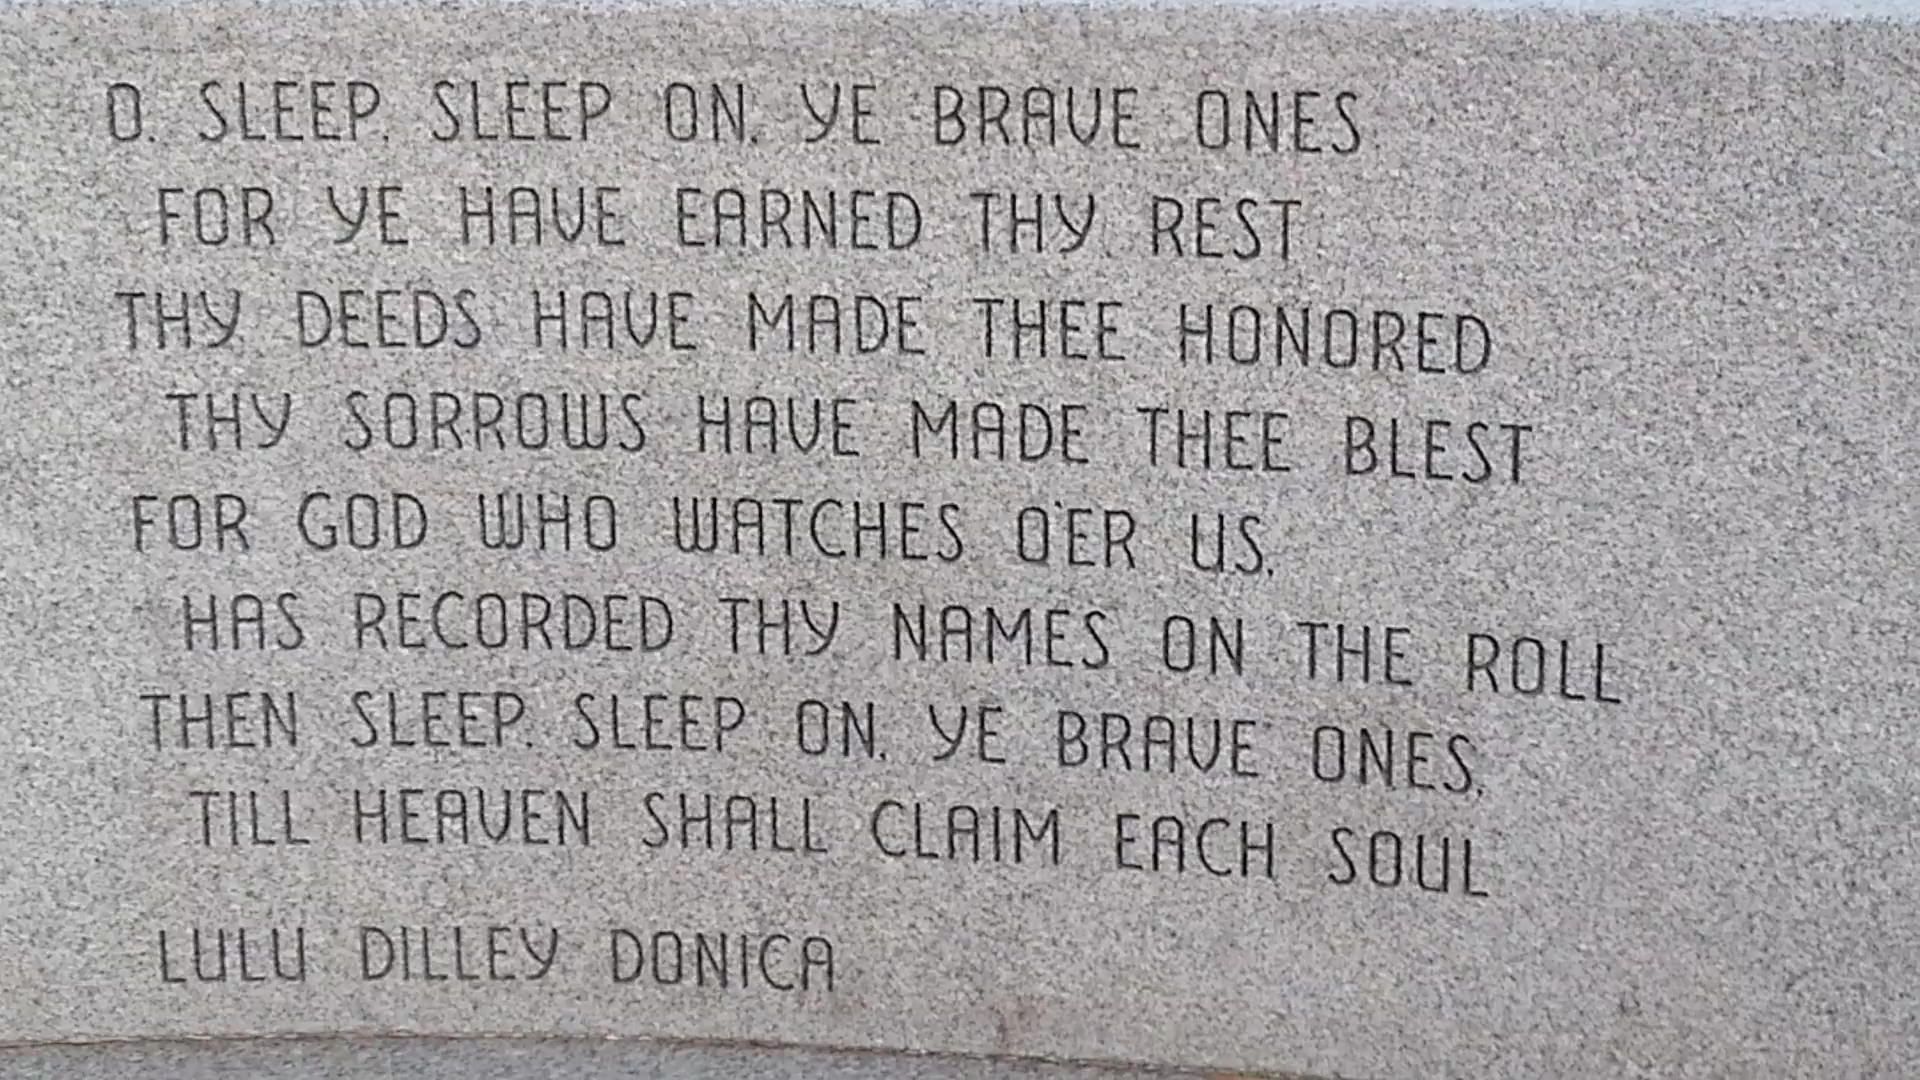 O, SLEEP, SLEEP ON, YE BRAVE ONES
FOR YE HAVE EARNED THY REST
THY DEEDS HAVE MADE THEE HONORED
THY SORROWS HAVE MADE THEE BLEST
FOR GOD WHO WATCHES O'ER US,
HAS RECORDED THY NAMES ON THE ROLL
THEN SLEEP, SLEEP ON, YE BRAVE ONES,
TILL HEAVEN SHALL CLAIM EACH SOUL
LULU DILLEY DONICA